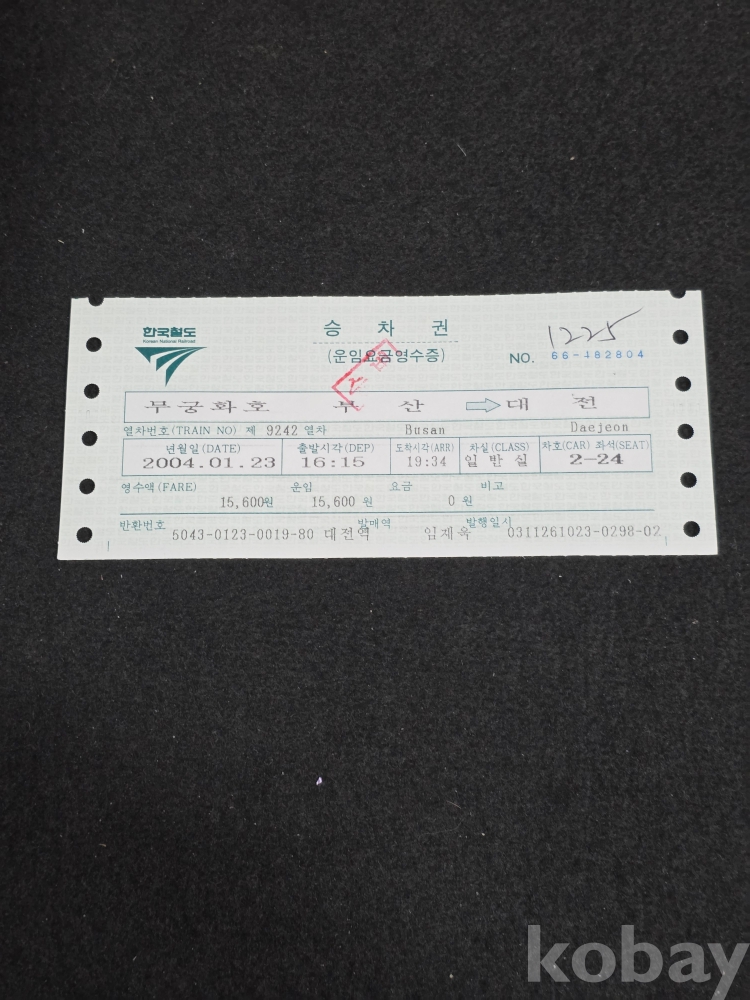 한국철도
Korean National Railroad
승 차 권
(운임요금영수증)
1225
NO. 66-482804
무궁화호 부 산 ⇨ 대 전
열차번호(TRAIN NO) 제 9242 열차 Busan Daejeon
년월일(DATE) 출발시각(DEP) 도착시각(ARR) 차실(CLASS) 차호(CAR) 좌석(SEAT)
2004.01.23 16:15 19:34 일반실 2-24
영수액(FARE) 운임 요금 비고
15,600원 15,600 원 0 원
반환번호 발매역 발행일시
5043-0123-0019-80 대전역 임재욱 0311261023-0298-02
kobay